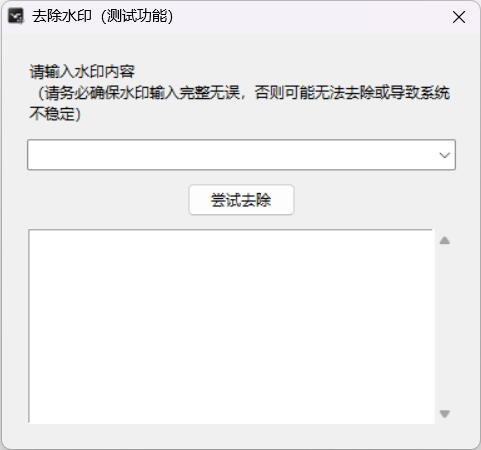 去除水印（测试功能）
请输入水印内容
（请务必确保水印输入完整无误，否则可能无法去除或导致系统
不稳定）
尝试去除